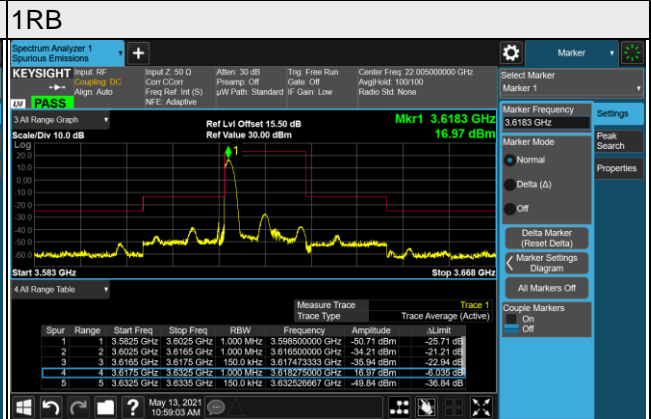 1RB
Spectrum Analyzer 1
Spurious Emissions
+
Marker
KEYSIGHT
Input: RF
Coupling: DC
Align: Auto
Input Z: 50 Ω
Corr CCorr
Freq Ref: Int (S)
NFE: Adaptive
Atten: 30 dB
Preamp: Off
µW Path: Standard
Trig: Free Run
Gate: Off
IF Gain: Low
Center Freq: 22.005000000 GHz
Avg|Hold: 100/100
Radio Std: None
LXI
PASS
Select Marker
Marker 1
3 All Range Graph
Scale/Div 10.0 dB
Ref Lvl Offset 15.50 dB
Ref Value 30.00 dBm
Mkr1 3.6183 GHz
16.97 dBm
Log
20.0
10.0
0.00
-10.0
-20.0
-30.0
-40.0
-50.0
-60.0
1
Start 3.583 GHz
Stop 3.668 GHz
Marker Frequency
3.6183 GHz
Marker Mode
Normal
Delta (Δ)
Off
Delta Marker
(Reset Delta)
Marker Settings
Diagram
All Markers Off
Couple Markers
On
Off
Settings
Peak
Search
Properties
4 All Range Table
Measure Trace Trace 1
Trace Type Trace Average (Active)
Spur Range Start Freq Stop Freq RBW Frequency Amplitude ΔLimit
1 1 3.5825 GHz 3.6025 GHz 1.000 MHz 3.598500000 GHz -50.71 dBm -25.71 dB
2 2 3.6025 GHz 3.6165 GHz 1.000 MHz 3.616500000 GHz -34.21 dBm -21.21 dB
3 3 3.6165 GHz 3.6175 GHz 150.0 kHz 3.617473333 GHz -35.94 dBm -22.94 dB
4 4 3.6175 GHz 3.6325 GHz 1.000 MHz 3.618275000 GHz 16.97 dBm -6.035 dB
5 5 3.6325 GHz 3.6335 GHz 150.0 kHz 3.632526667 GHz -49.84 dBm -36.84 dB
?
May 13, 2021
10:59:03 AM